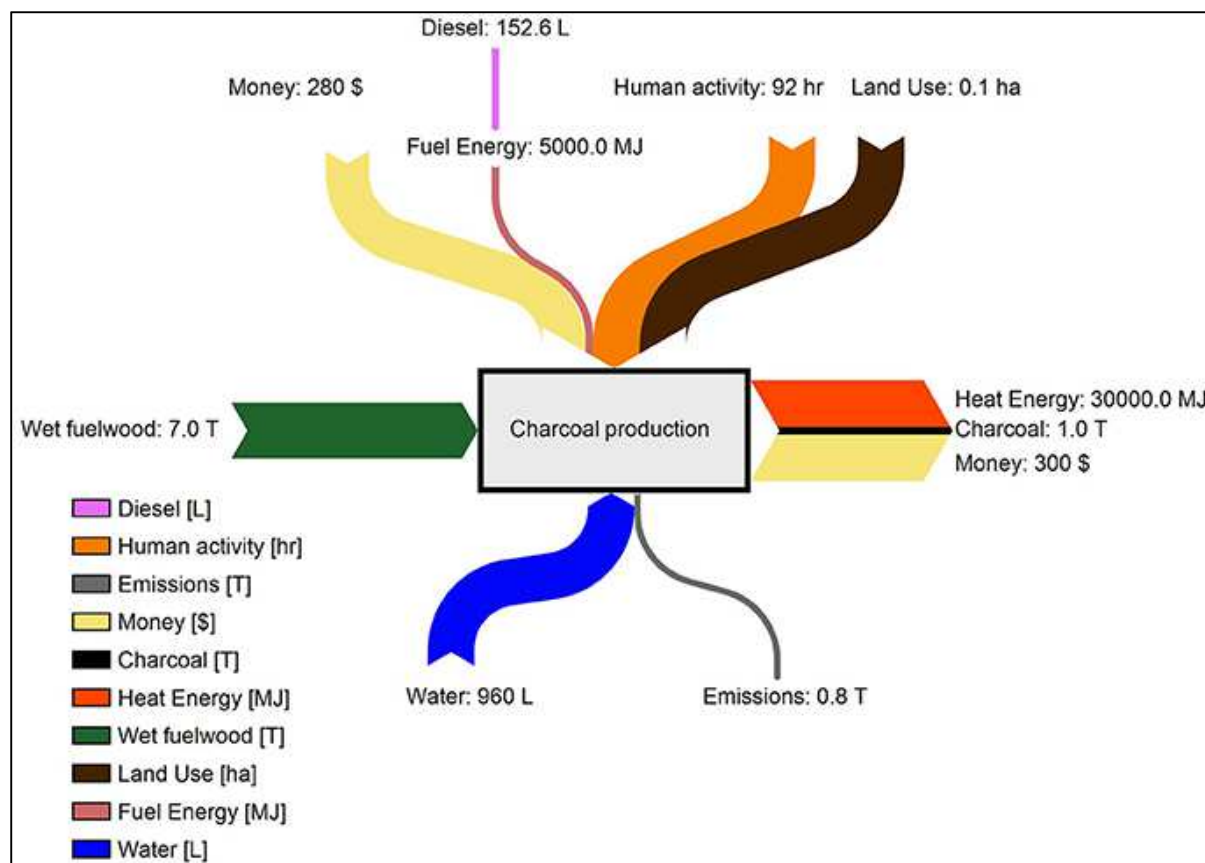 Diesel: 152.6 L
Money: 280 $
Human activity: 92 hr
Land Use: 0.1 ha
Fuel Energy: 5000.0 MJ
Wet fuelwood: 7.0 T
Charcoal production
Heat Energy: 30000.0 MJ
Charcoal: 1.0 T
Money: 300 $
Diesel [L]
Human activity [hr]
Emissions [T]
Money [$]
Charcoal [T]
Heat Energy [MJ]
Wet fuelwood [T]
Land Use [ha]
Fuel Energy [MJ]
Water [L]
Water: 960 L
Emissions: 0.8 T